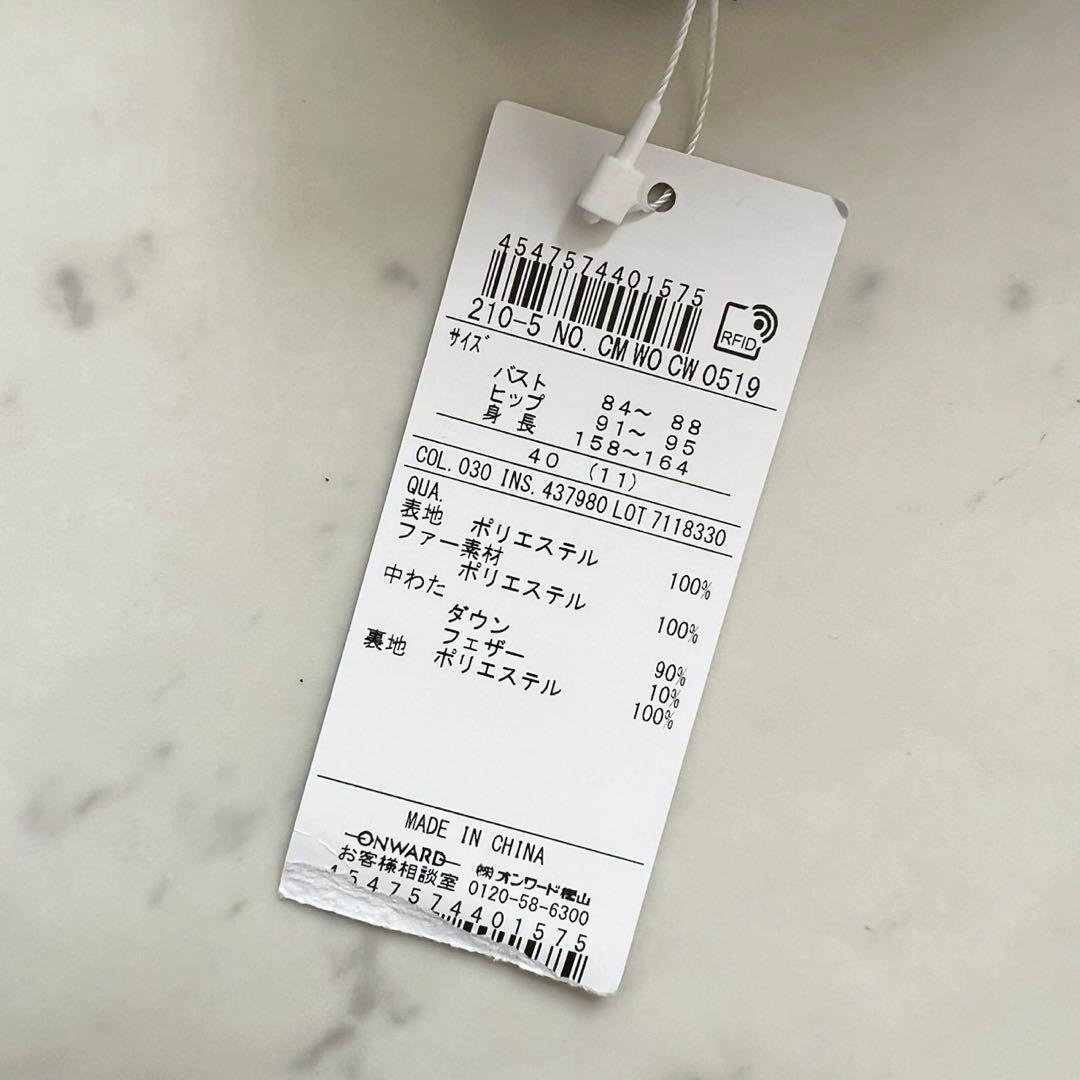 4547574401575
RFID
210-5 NO. CMWOCW0519
サイズ
バスト 84～ 88
ヒップ 91～ 95
身長 158～164
40 (11)
COL. 030 INS. 437980 LOT 7118330
QUA.
表地 ポリエステル 100%
ファー素材
ポリエステル 100%
中わた
ダウン 90%
フェザー 10%
裏地 ポリエステル 100%
MADE IN CHINA
ONWARD ㈱オンワード樫山
お客様相談室 0120-58-6300
4547574401575